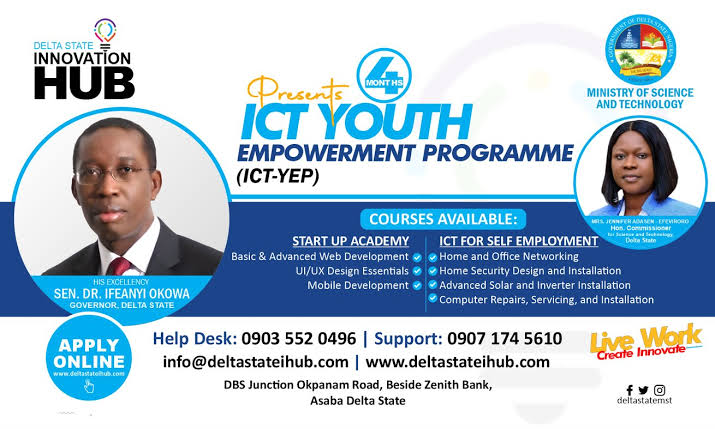 DELTA STATE
INNOVATION
HUB
Presents
4
MONTHS
ICT YOUTH
EMPOWERMENT PROGRAMME
(ICT-YEP)
MINISTRY OF SCIENCE
AND TECHNOLOGY
MRS. JENNIFER ADASEN - EFEVIRORO
Hon. Commissioner
for Science and Technology,
Delta State
HIS EXCELLENCY
SEN. DR. IFEANYI OKOWA
GOVERNOR, DELTA STATE
COURSES AVAILABLE:
START UP ACADEMY
Basic & Advanced Web Development
UI/UX Design Essentials
Mobile Development
ICT FOR SELF EMPLOYMENT
Home and Office Networking
Home Security Design and Installation
Advanced Solar and Inverter Installation
Computer Repairs, Servicing, and Installation
APPLY
ONLINE
www.deltastateihub.com
Help Desk: 0903 552 0496 | Support: 0907 174 5610
info@deltastateihub.com | www.deltastateihub.com
DBS Junction Okpanam Road, Beside Zenith Bank,
Asaba Delta State
Live Work
Create Innovate
deltastatemst